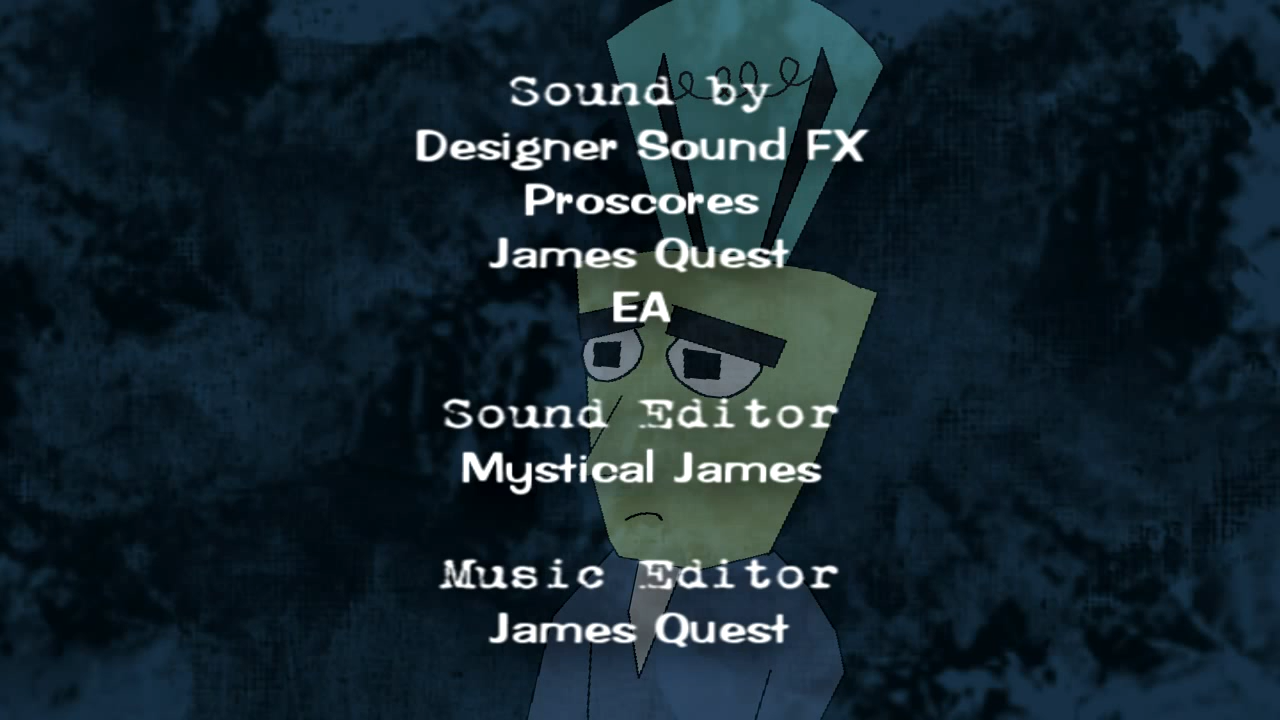 Sound by
Designer Sound FX
Proscores
James Quest
EA
Sound Editor
Mystical James
Music Editor
James Quest